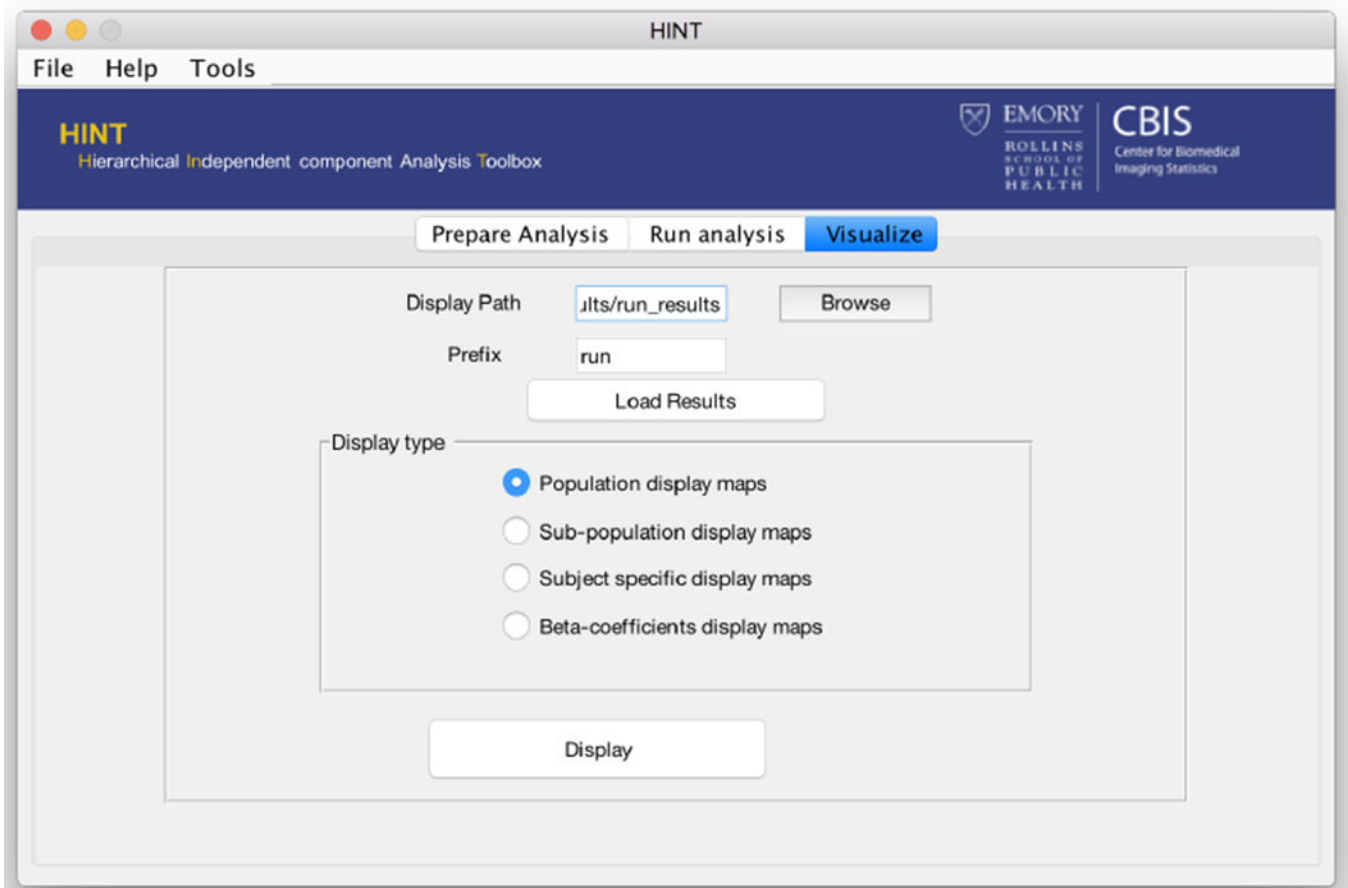 HINT
File Help Tools
HINT
Hierarchical Independent component Analysis Toolbox
EMORY
ROLLINS
SCHOOL OF
PUBLIC
HEALTH
CBIS
Center for Biomedical
Imaging Statistics
Prepare Analysis Run analysis Visualize
Display Path ults/run_results Browse
Prefix run
Load Results
Display type
Population display maps
Sub-population display maps
Subject specific display maps
Beta-coefficients display maps
Display